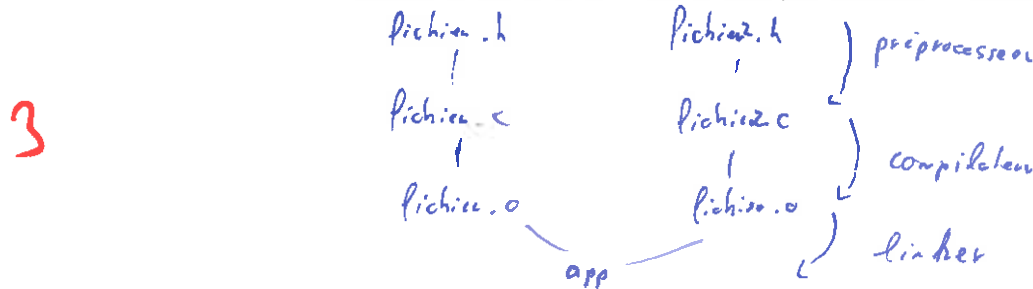 fichier.h fichier2.h préprocesseur
3 fichier.c fichier2.c
compilateur
fichier.o fichier.o
linker
app